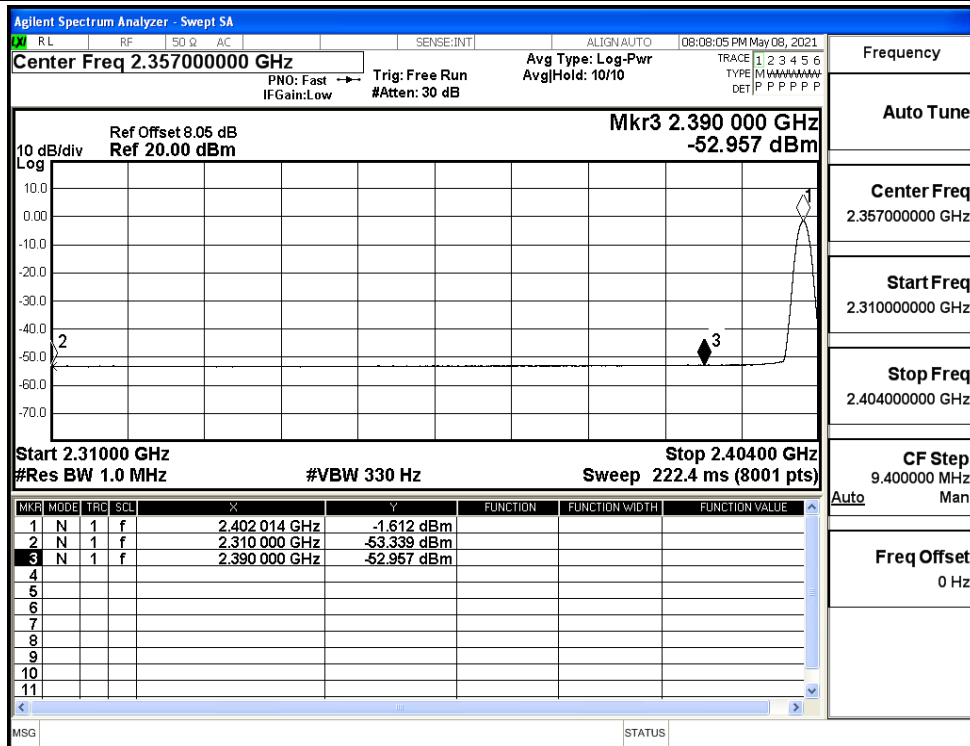 Agilent Spectrum Analyzer - Swept SA
LXI RL RF 50 Ω AC SENSE:INT ALIGNAUTO 08:08:05 PM May 08, 2021
Center Freq 2.357000000 GHz
PNO: Fast Trig: Free Run Avg Type: Log-Pwr TRACE 1 2 3 4 5 6
IFGain:Low #Atten: 30 dB Avg|Hold: 10/10 TYPE M WWWWW
DET P P P P P P
Ref Offset 8.05 dB Mkr3 2.390 000 GHz
10 dB/div Ref 20.00 dBm -52.957 dBm
Log
10.0
0.00
-10.0
-20.0
-30.0
-40.0
-50.0
-60.0
-70.0
1
2
3
Start 2.31000 GHz Stop 2.40400 GHz
#Res BW 1.0 MHz #VBW 330 Hz Sweep 222.4 ms (8001 pts)
MKR MODE TRC SCL X Y FUNCTION FUNCTION WIDTH FUNCTION VALUE
1 N 1 f 2.402 014 GHz -1.612 dBm
2 N 1 f 2.310 000 GHz -53.339 dBm
3 N 1 f 2.390 000 GHz -52.957 dBm
4
5
6
7
8
9
10
11
MSG STATUS
Frequency
Auto Tune
Center Freq
2.357000000 GHz
Start Freq
2.310000000 GHz
Stop Freq
2.404000000 GHz
CF Step
9.400000 MHz
Auto Man
Freq Offset
0 Hz